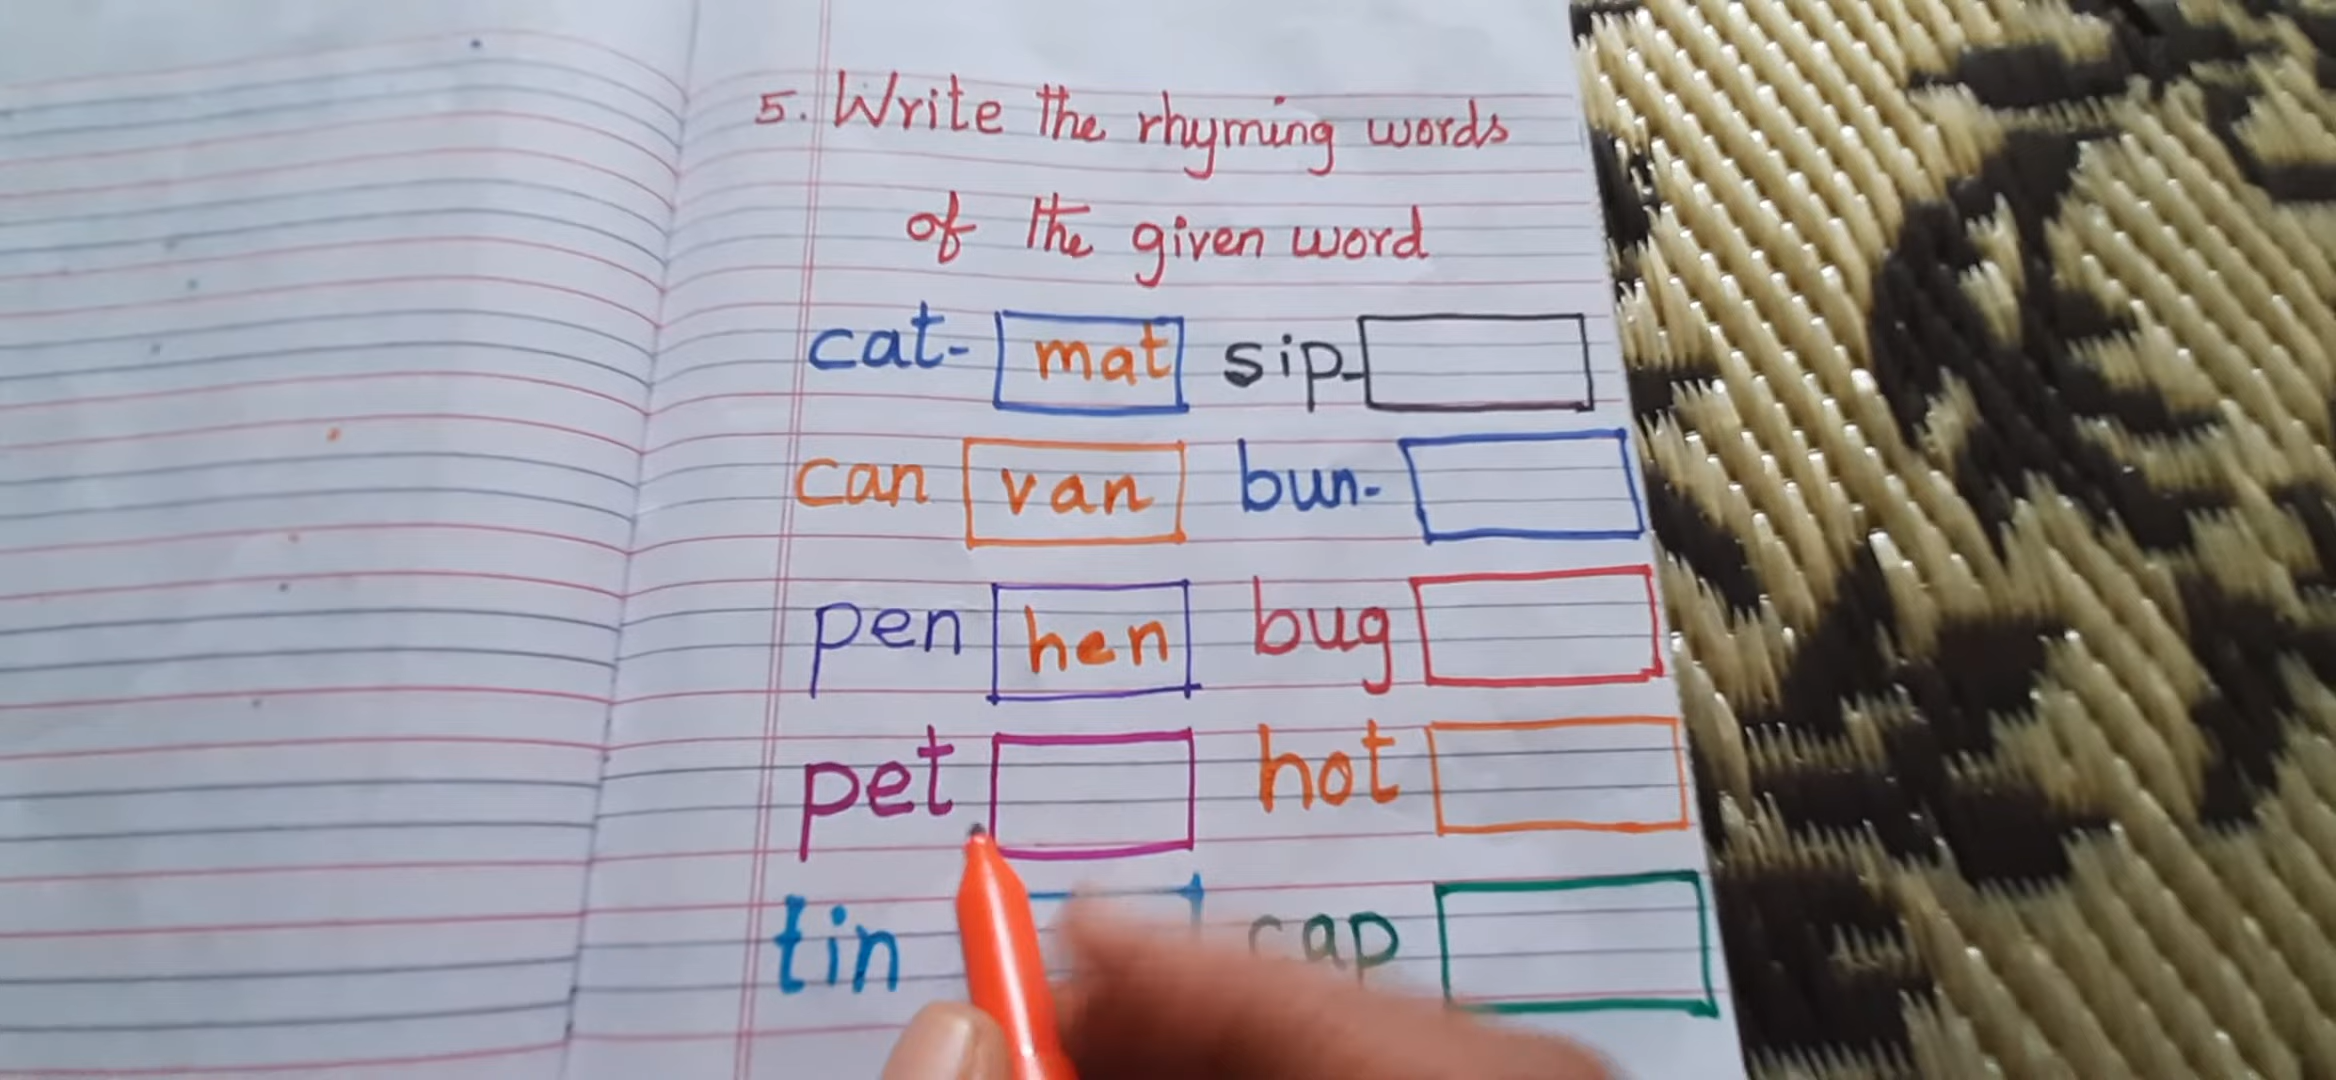 5. Write the rhyming words
of the given word
cat- mat sip-
can van bun-
pen hen bug
pet hot
tin cap